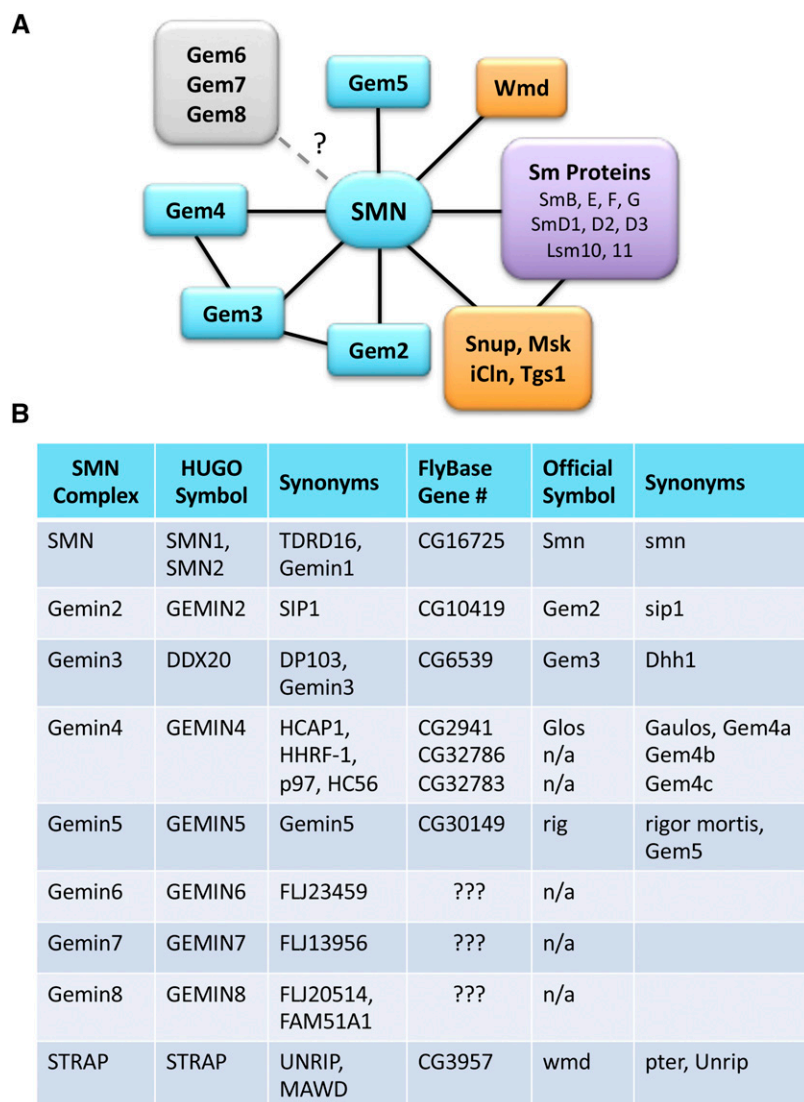 A
Gem6
Gem7
Gem8
Gem5
Wmd
?
Sm Proteins
SmB, E, F, G
SmD1, D2, D3
Lsm10, 11
SMN
Gem4
Gem3
Gem2
Snup, Msk
iCln, Tgs1
B
SMN Complex HUGO Symbol Synonyms FlyBase Gene # Official Symbol Synonyms
SMN SMN1, SMN2 TDRD16, Gemin1 CG16725 Smn smn
Gemin2 GEMIN2 SIP1 CG10419 Gem2 sip1
Gemin3 DDX20 DP103, Gemin3 CG6539 Gem3 Dhh1
Gemin4 GEMIN4 HCAP1, CG2941 Glos Gaulos, Gem4a
HHRF-1, CG32786 n/a Gem4b
p97, HC56 CG32783 n/a Gem4c
Gemin5 GEMIN5 Gemin5 CG30149 rig rigor mortis, Gem5
Gemin6 GEMIN6 FLJ23459 ??? n/a
Gemin7 GEMIN7 FLJ13956 ??? n/a
Gemin8 GEMIN8 FLJ20514, FAM51A1 ??? n/a
STRAP STRAP UNRIP, MAWD CG3957 wmd pter, Unrip